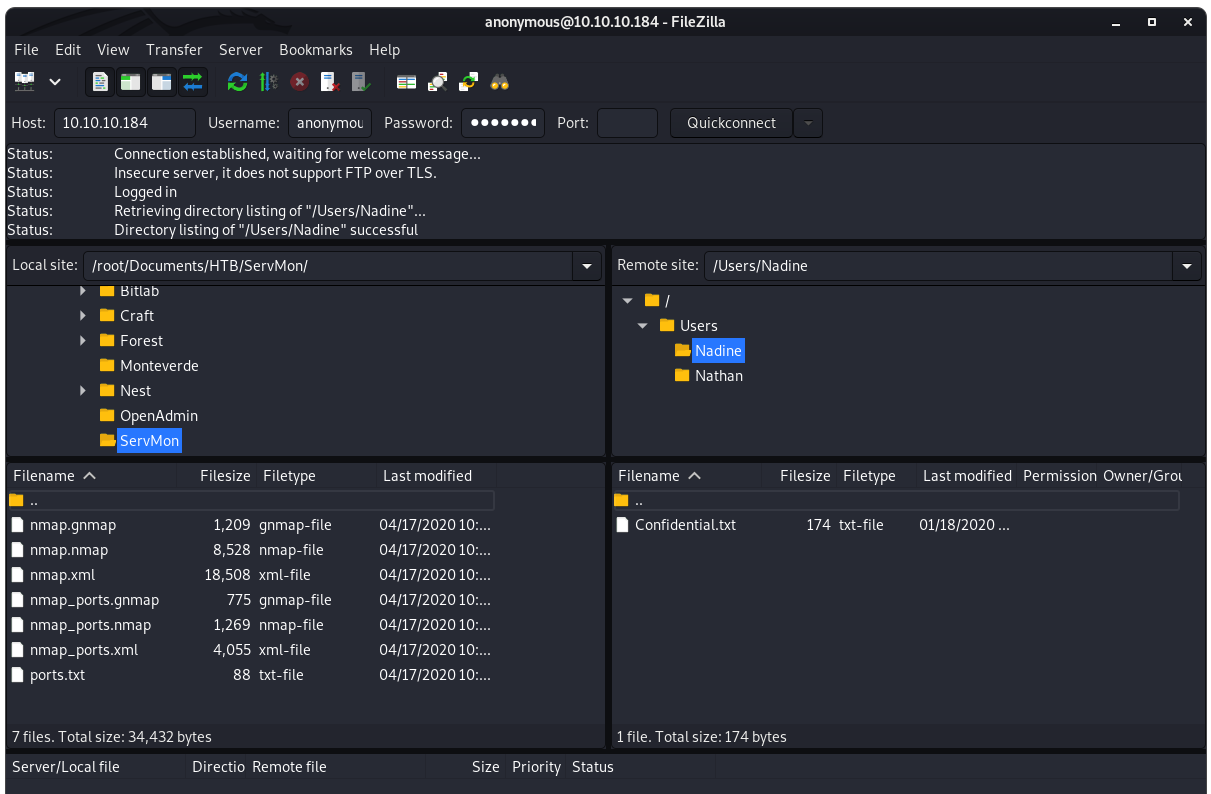 anonymous@10.10.10.184 - FileZilla
File Edit View Transfer Server Bookmarks Help
Host: 10.10.10.184 Username: anonymou Password: ●●●●●●● Port: Quickconnect
Status: Connection established, waiting for welcome message...
Status: Insecure server, it does not support FTP over TLS.
Status: Logged in
Status: Retrieving directory listing of "/Users/Nadine"...
Status: Directory listing of "/Users/Nadine" successful
Local site: /root/Documents/HTB/ServMon/
Bitlab
Craft
Forest
Monteverde
Nest
OpenAdmin
ServMon
Remote site: /Users/Nadine
/
Users
Nadine
Nathan
Filename Filesize Filetype Last modified
..
nmap.gnmap 1,209 gnmap-file 04/17/2020 10:...
nmap.nmap 8,528 nmap-file 04/17/2020 10:...
nmap.xml 18,508 xml-file 04/17/2020 10:...
nmap_ports.gnmap 775 gnmap-file 04/17/2020 10:...
nmap_ports.nmap 1,269 nmap-file 04/17/2020 10:...
nmap_ports.xml 4,055 xml-file 04/17/2020 10:...
ports.txt 88 txt-file 04/17/2020 10:...
7 files. Total size: 34,432 bytes
Filename Filesize Filetype Last modified Permission Owner/Grou
..
Confidential.txt 174 txt-file 01/18/2020 ...
1 file. Total size: 174 bytes
Server/Local file Directio Remote file Size Priority Status